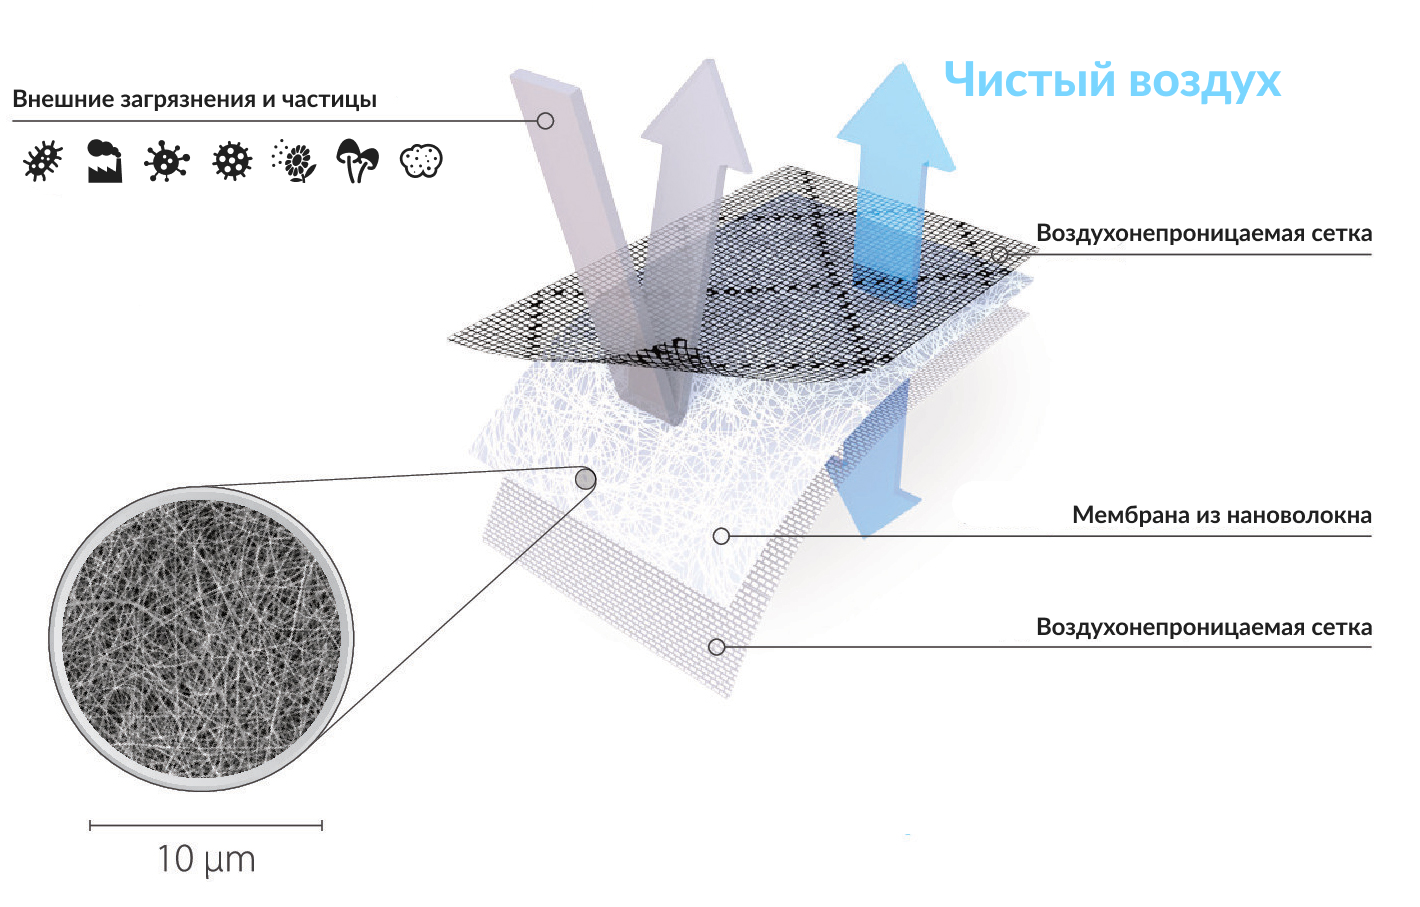 Чистый воздух
Внешние загрязнения и частицы
Воздухонепроницаемая сетка
Мембрана из нановолокна
Воздухонепроницаемая сетка
10 µm